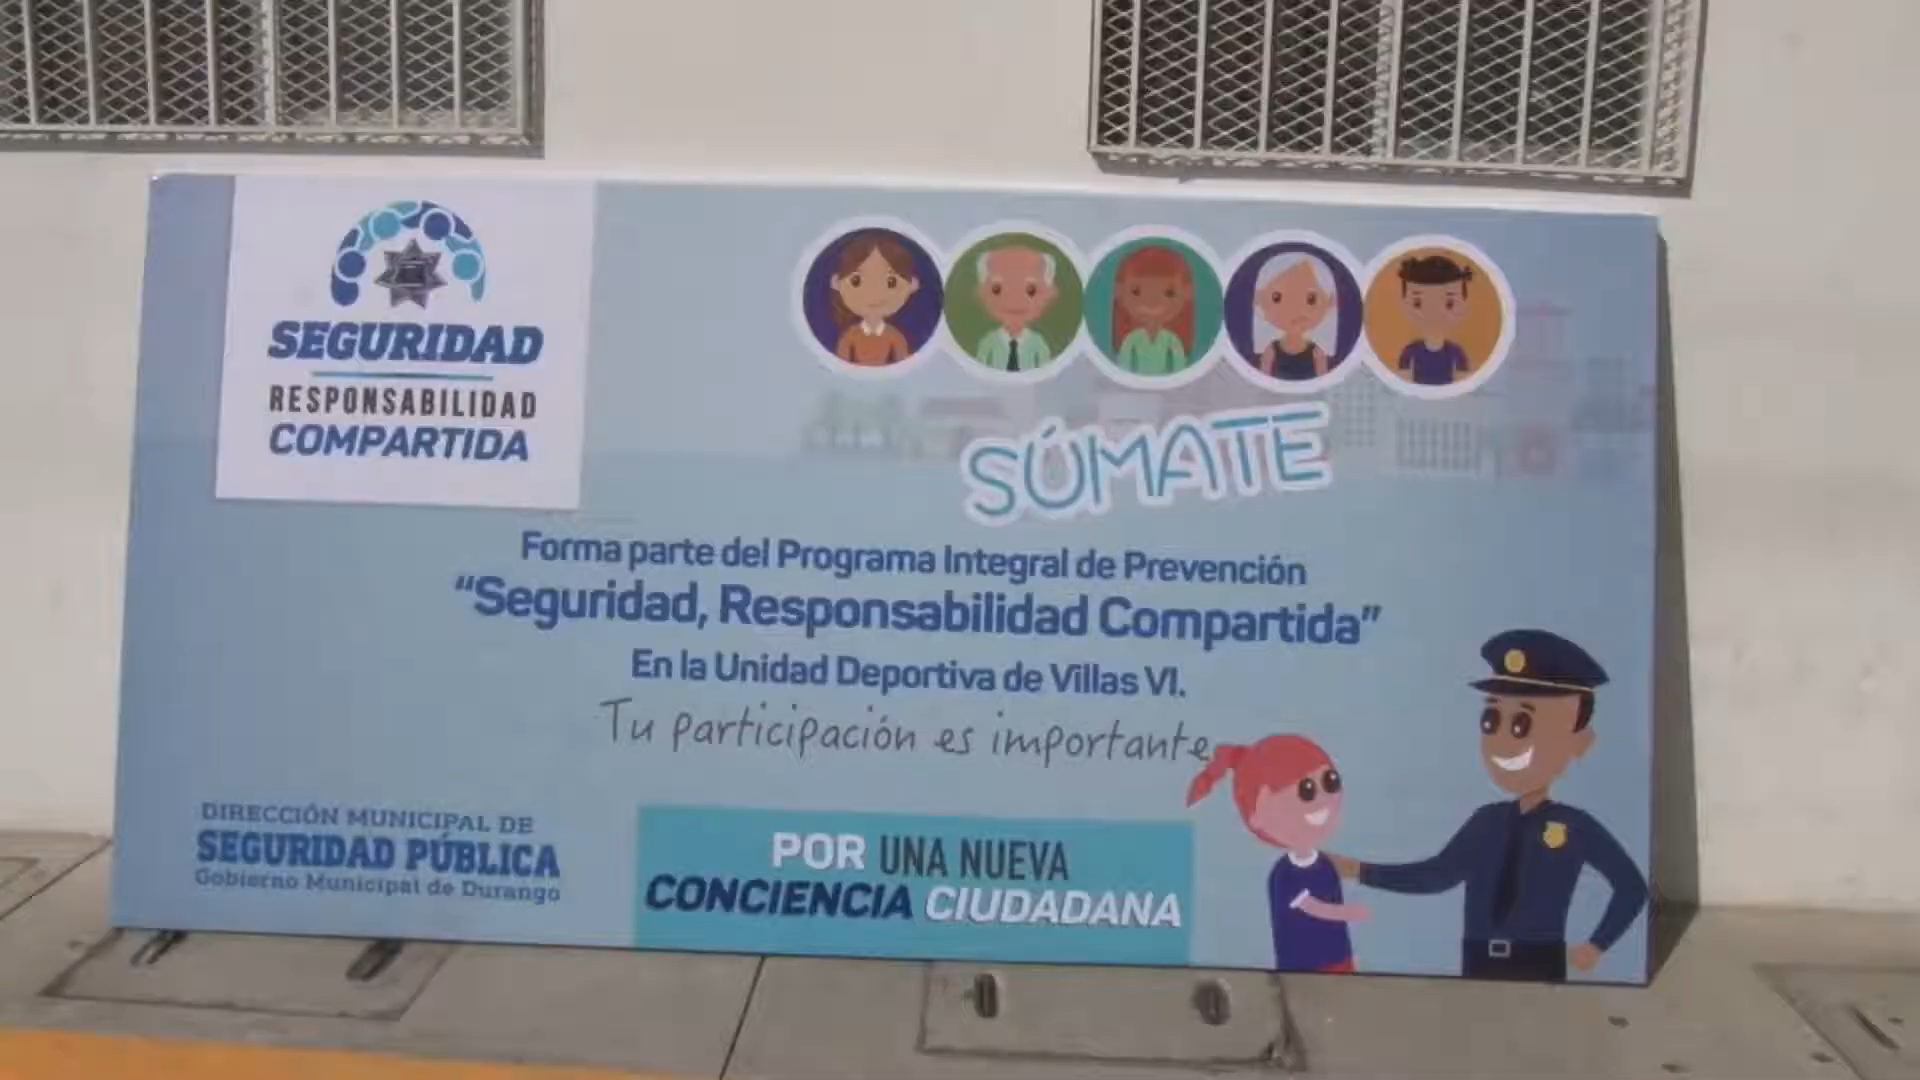 SEGURIDAD
RESPONSABILIDAD
COMPARTIDA
SÚMATE
Forma parte del Programa Integral de Prevención
“Seguridad, Responsabilidad Compartida”
En la Unidad Deportiva de Villas VI.
Tu participación es importante
DIRECCIÓN MUNICIPAL DE
SEGURIDAD PÚBLICA
Gobierno Municipal de Durango
POR UNA NUEVA
CONCIENCIA CIUDADANA